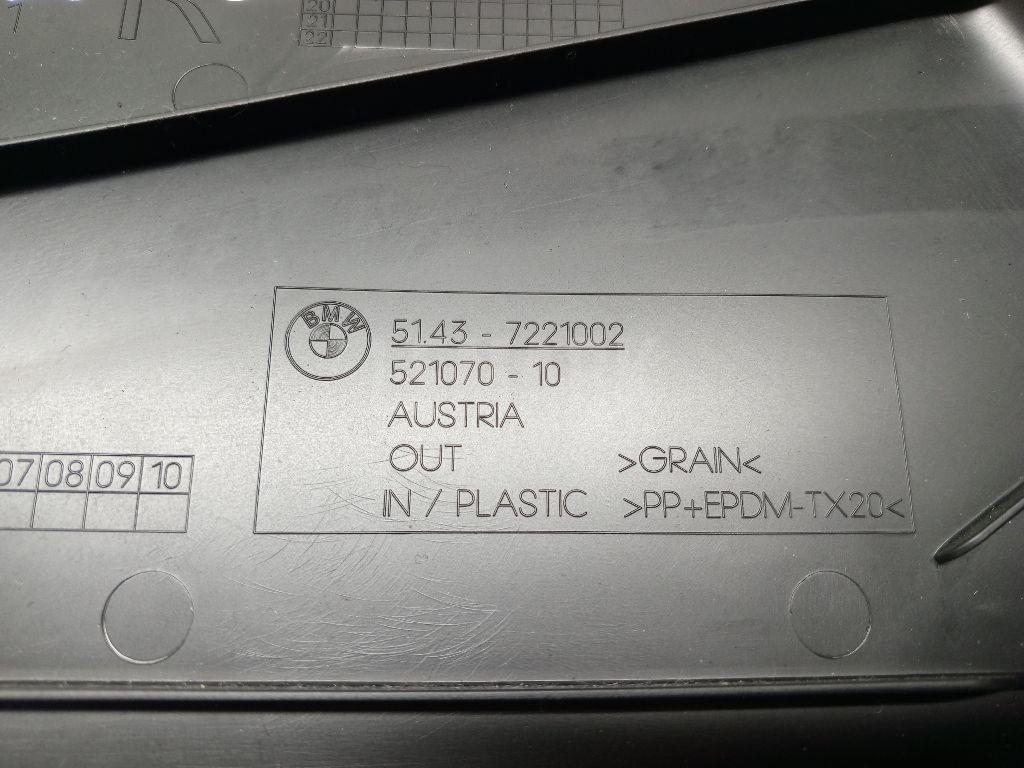 1 R
20
21
22
BMW
51.43 - 7221002
521070 - 10
AUSTRIA
OUT >GRAIN<
IN / PLASTIC >PP+EPDM-TX20<
07 08 09 10